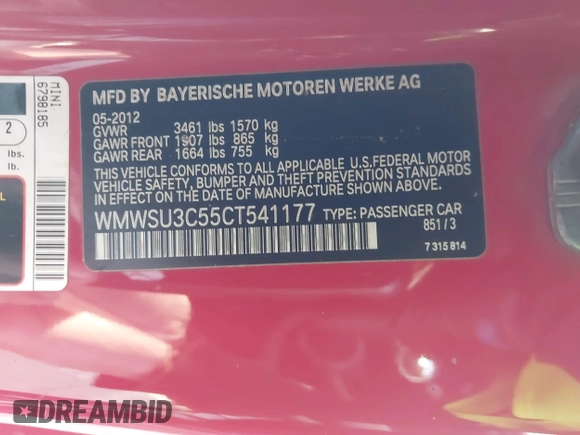 MFD BY BAYERISCHE MOTOREN WERKE AG
05-2012
GVWR 3461 lbs 1570 kg
GAWR FRONT 1907 lbs 865 kg
GAWR REAR 1664 lbs 755 kg
THIS VEHICLE CONFORMS TO ALL APPLICABLE U.S.FEDERAL MOTOR
VEHICLE SAFETY, BUMPER, AND THEFT PREVENTION STANDARDS
IN EFFECT ON THE DATE OF MANUFACTURE SHOWN ABOVE.
WMWSU3C55CT541177 TYPE: PASSENGER CAR
851/3
7 315 814
MINI
6798185
2
lbs.
lb.
L
DREAMBID